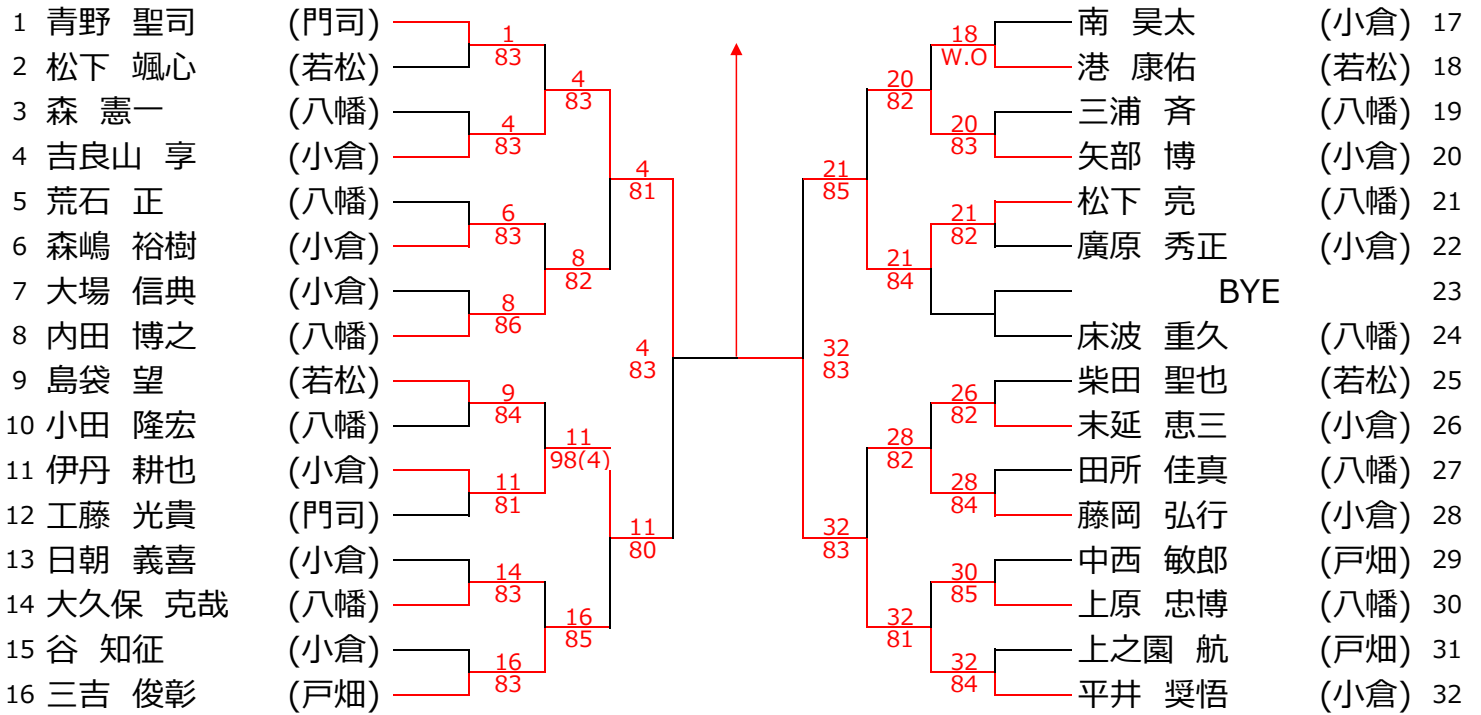 1 青野 聖司 (門司)
2 松下 颯心 (若松)
3 森 憲一 (八幡)
4 吉良山 享 (小倉)
5 荒石 正 (八幡)
6 森嶋 裕樹 (小倉)
7 大場 信典 (小倉)
8 内田 博之 (八幡)
9 島袋 望 (若松)
10 小田 隆宏 (八幡)
11 伊丹 耕也 (小倉)
12 工藤 光貴 (門司)
13 日朝 義喜 (小倉)
14 大久保 克哉 (八幡)
15 谷 知征 (小倉)
16 三吉 俊彰 (戸畑)
1
83
4
83
6
83
8
86
9
84
11
81
14
83
16
83
4
83
8
82
11
98(4)
16
85
4
81
11
80
4
83
32
83
21
85
32
83
20
82
21
84
28
82
32
81
18
W.O
20
83
21
82
26
82
28
84
30
85
32
84
南 昊太 (小倉) 17
港 康佑 (若松) 18
三浦 斉 (八幡) 19
矢部 博 (小倉) 20
松下 亮 (八幡) 21
廣原 秀正 (小倉) 22
BYE 23
床波 重久 (八幡) 24
柴田 聖也 (若松) 25
末延 恵三 (小倉) 26
田所 佳真 (八幡) 27
藤岡 弘行 (小倉) 28
中西 敏郎 (戸畑) 29
上原 忠博 (八幡) 30
上之園 航 (戸畑) 31
平井 奨悟 (小倉) 32